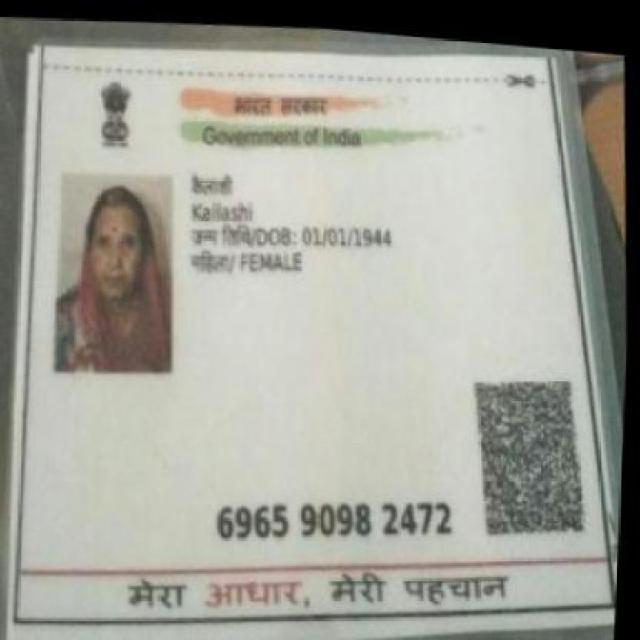 भारत सरकार
Government of India
कैलाशी
Kailashi
जन्म तिथि/DOB: 01/01/1944
महिला/ FEMALE
6965 9098 2472
मेरा आधार, मेरी पहचान